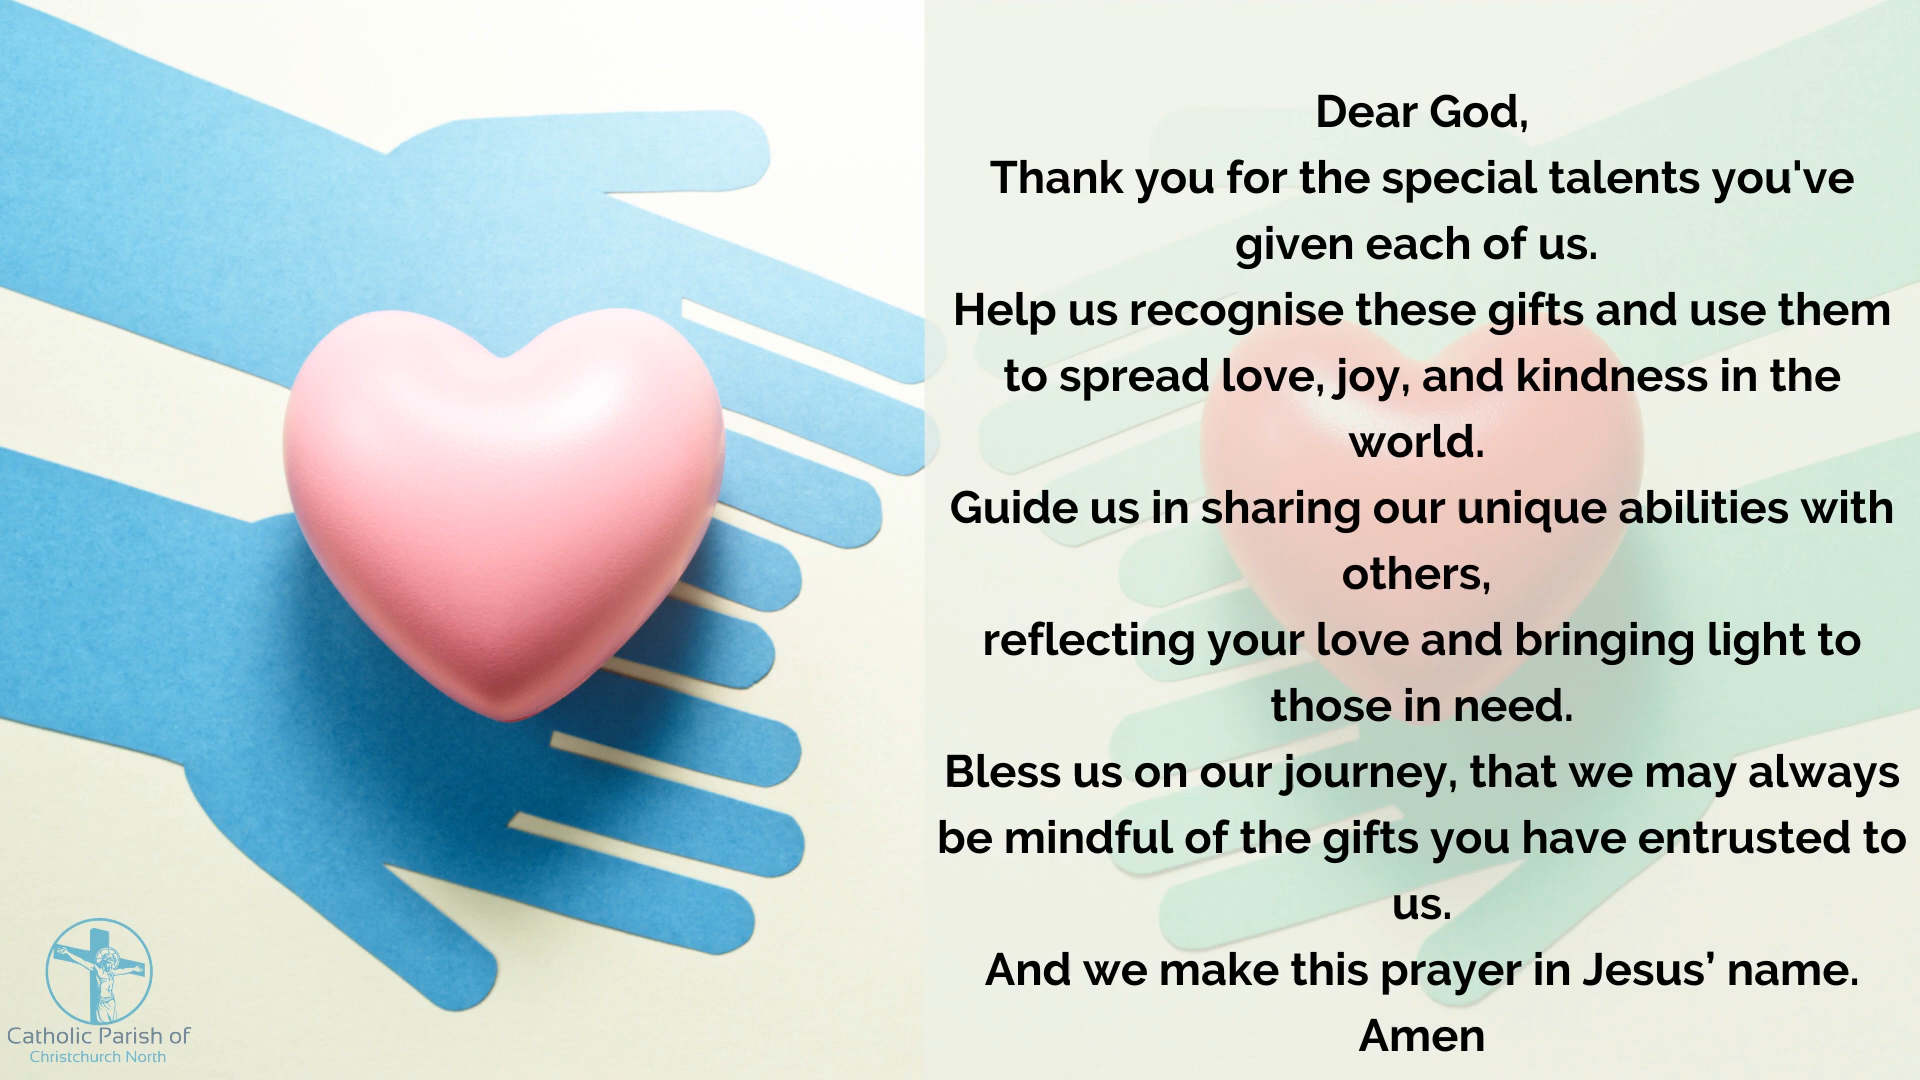 Dear God,
Thank you for the special talents you've
given each of us.
Help us recognise these gifts and use them
to spread love, joy, and kindness in the
world.
Guide us in sharing our unique abilities with
others,
reflecting your love and bringing light to
those in need.
Bless us on our journey, that we may always
be mindful of the gifts you have entrusted to
us.
And we make this prayer in Jesus’ name.
Amen
Catholic Parish of
Christchurch North